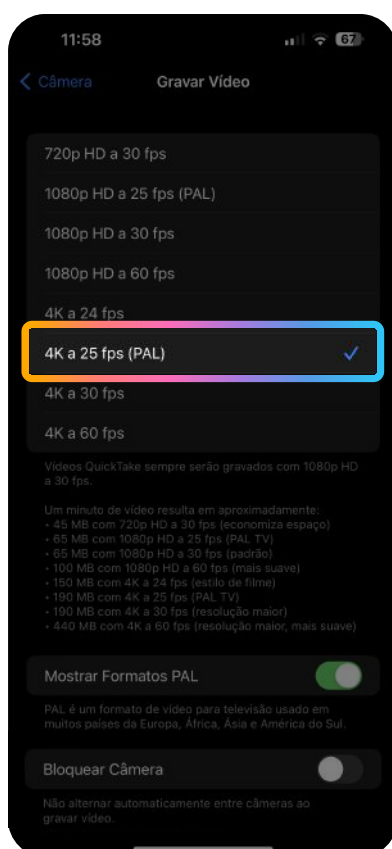 11:58
67
Câmera
Gravar Vídeo
720p HD a 30 fps
1080p HD a 25 fps (PAL)
1080p HD a 30 fps
1080p HD a 60 fps
4K a 24 fps
4K a 25 fps (PAL)
4K a 30 fps
4K a 60 fps
Vídeos QuickTake sempre serão gravados com 1080p HD
a 30 fps.
Um minuto de vídeo resulta em aproximadamente:
• 45 MB com 720p HD a 30 fps (economiza espaço)
• 65 MB com 1080p HD a 25 fps (PAL TV)
• 65 MB com 1080p HD a 30 fps (padrão)
• 100 MB com 1080p HD a 60 fps (mais suave)
• 150 MB com 4K a 24 fps (estilo de filme)
• 190 MB com 4K a 25 fps (PAL TV)
• 190 MB com 4K a 30 fps (resolução maior)
• 440 MB com 4K a 60 fps (resolução maior, mais suave)
Mostrar Formatos PAL
PAL é um formato de vídeo para televisão usado em
muitos países da Europa, África, Ásia e América do Sul.
Bloquear Câmera
Não alternar automaticamente entre câmeras ao
gravar vídeo.